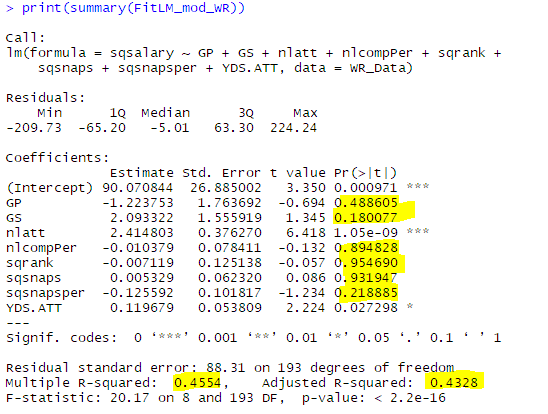 > print(summary(FitLM_mod_WR))
Call:
lm(formula = sqsalary ~ GP + GS + nlatt + nlcompPer + sqrank +
sqsnaps + sqsnapsper + YDS.ATT, data = WR_Data)
Residuals:
Min 1Q Median 3Q Max
-209.73 -65.20 -5.01 63.30 224.24
Coefficients:
Estimate Std. Error t value Pr(>|t|)
(Intercept) 90.070844 26.885002 3.350 0.000971 ***
GP -1.223753 1.763692 -0.694 0.488605
GS 2.093322 1.555919 1.345 0.180077
nlatt 2.414803 0.376270 6.418 1.05e-09 ***
nlcompPer -0.010379 0.078411 -0.132 0.894828
sqrank -0.007119 0.125138 -0.057 0.954690
sqsnaps 0.005329 0.062320 0.086 0.931947
sqsnapsper -0.125592 0.101817 -1.234 0.218885
YDS.ATT 0.119679 0.053809 2.224 0.027298 *
---
Signif. codes: 0 ‘***’ 0.001 ‘**’ 0.01 ‘*’ 0.05 ‘.’ 0.1 ‘ ’ 1
Residual standard error: 88.31 on 193 degrees of freedom
Multiple R-squared: 0.4554, Adjusted R-squared: 0.4328
F-statistic: 20.17 on 8 and 193 DF, p-value: < 2.2e-16